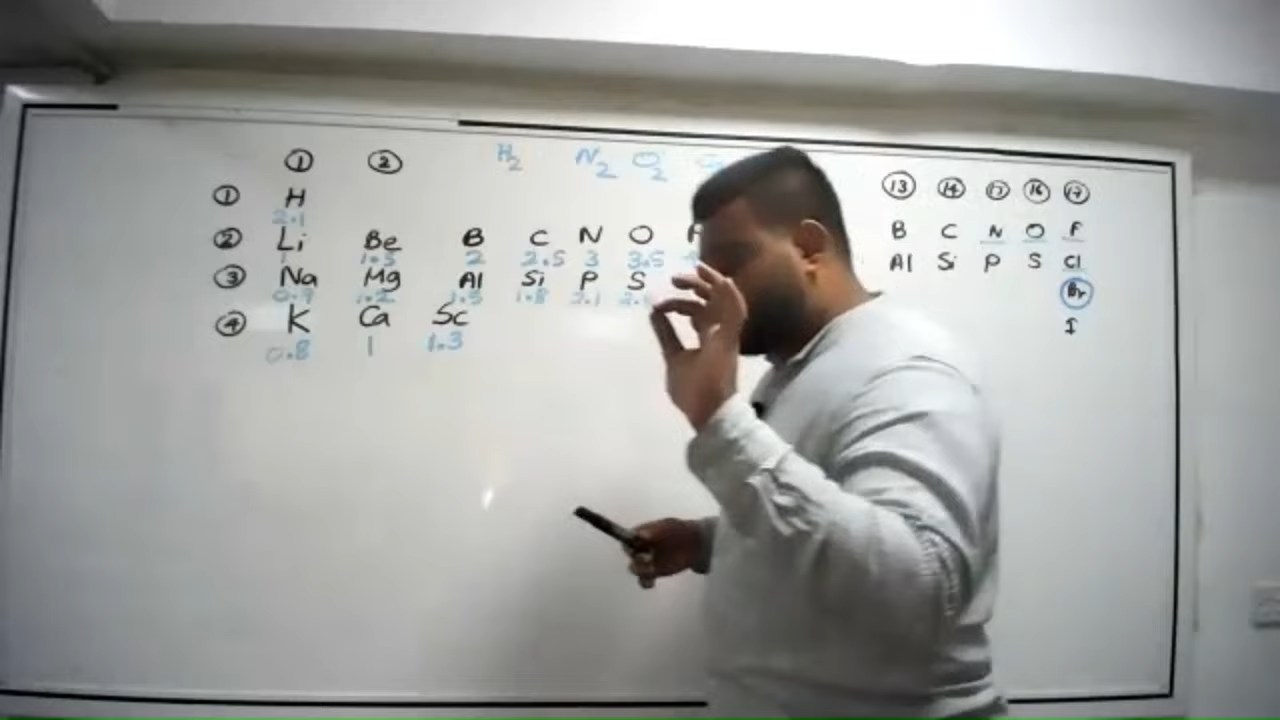 ① ②
H₂ N₂ O₂
① H
2.1
② Li Be B C N O
1 1.5 2 2.5 3 3.5
③ Na Mg Al Si P S
0.9 1.2 1.5 1.8 2.1
④ K Ca Sc
0.8 1 1.3
⑬ ⑭ ⑰ ⑯ ⑰
B C N O F
Al Si P S Cl
Br
I